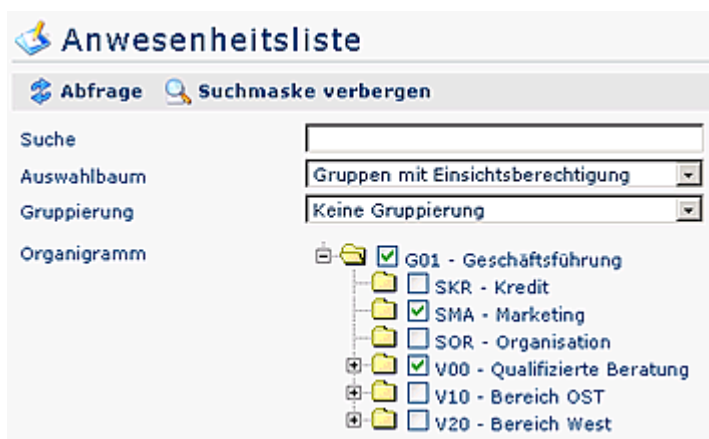 Anwesenheitsliste
Abfrage Suchmaske verbergen
Suche
Auswahlbaum Gruppen mit Einsichtsberechtigung
Gruppierung Keine Gruppierung
Organigramm G01 - Geschäftsführung
SKR - Kredit
SMA - Marketing
SOR - Organisation
V00 - Qualifizierte Beratung
V10 - Bereich OST
V20 - Bereich West